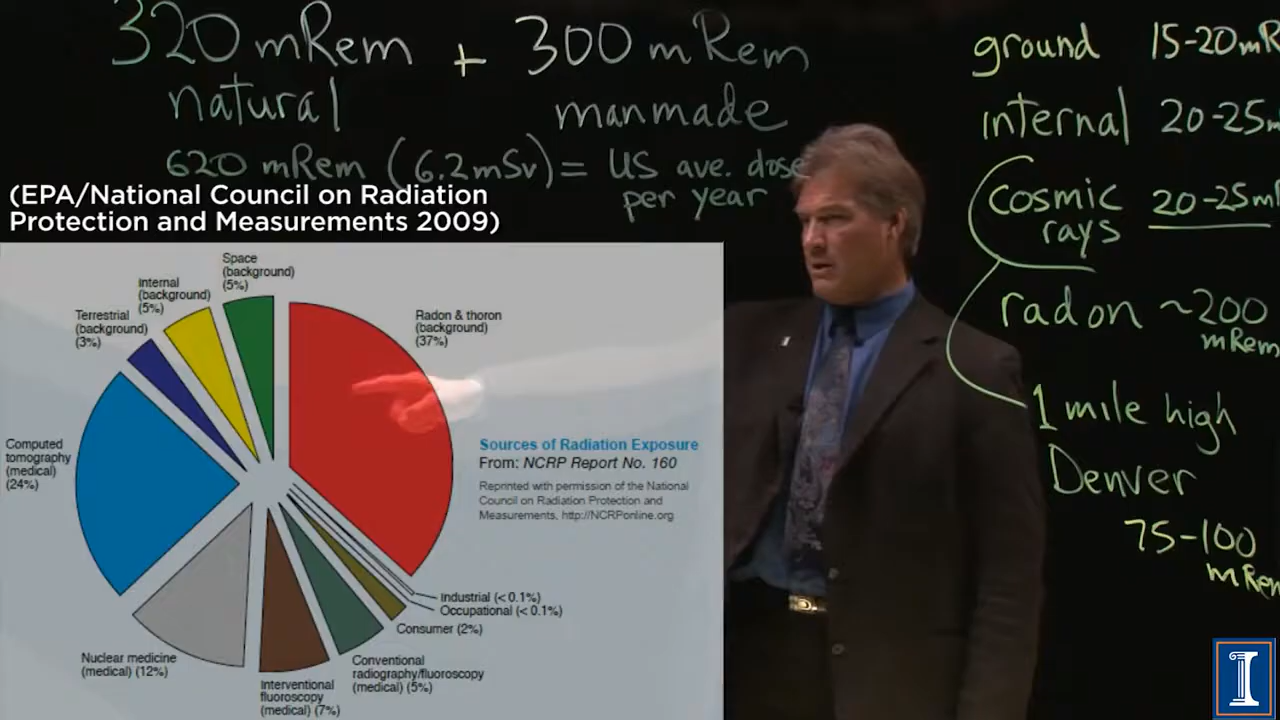 320 mRem + 300 mRem
natural manmade
620 mRem (6.2mSv) = US ave. dose
per year
(EPA/National Council on Radiation
Protection and Measurements 2009)
Space
(background)
(5%)
Internal
(background)
(5%)
Terrestrial
(background)
(3%)
Radon & thoron
(background)
(37%)
Computed
tomography
(medical)
(24%)
Sources of Radiation Exposure
From: NCRP Report No. 160
Reprinted with permission of the National
Council on Radiation Protection and
Measurements, http://NCRPonline.org
Industrial (< 0.1%)
Occupational (< 0.1%)
Consumer (2%)
Conventional
radiography/fluoroscopy
(medical) (5%)
Interventional
fluoroscopy
(medical) (7%)
Nuclear medicine
(medical) (12%)
ground 15-20mR
internal 20-25m
cosmic 20-25m
rays
radon ~200
mRem
1 mile high
Denver
75-100
mRem
I